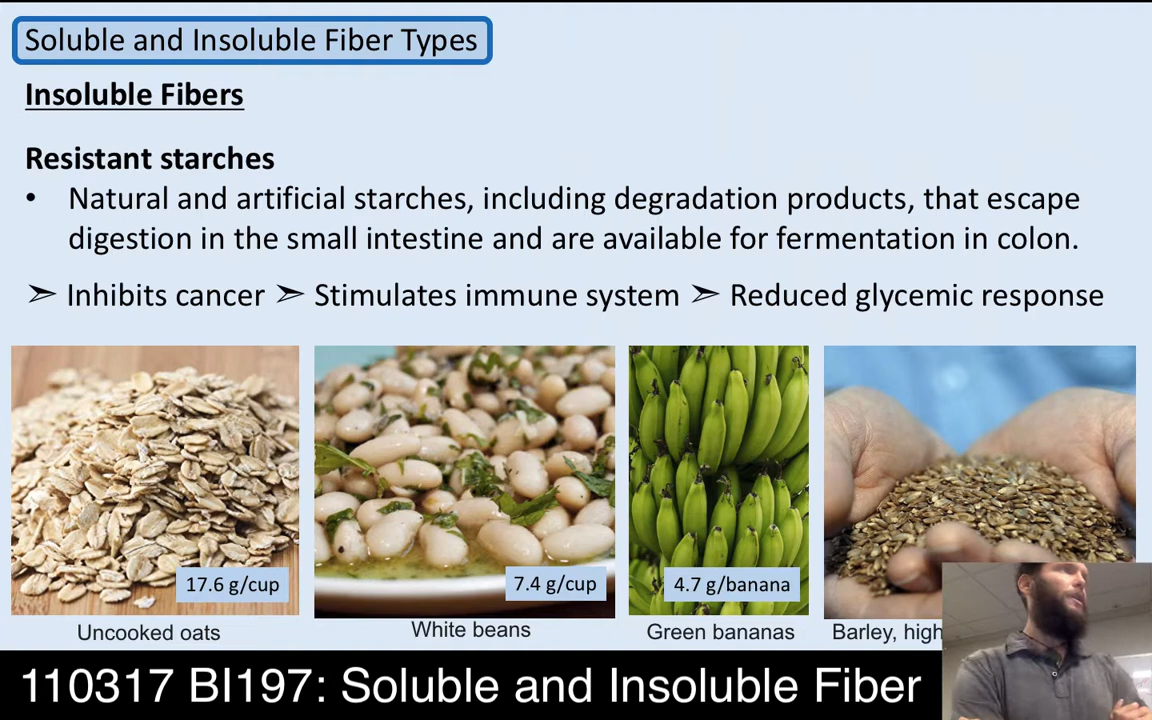 Soluble and Insoluble Fiber Types
Insoluble Fibers
Resistant starches
• Natural and artificial starches, including degradation products, that escape
digestion in the small intestine and are available for fermentation in colon.
➢ Inhibits cancer ➢ Stimulates immune system ➢ Reduced glycemic response
17.6 g/cup
7.4 g/cup
4.7 g/banana
Uncooked oats
White beans
Green bananas
Barley, high
110317 BI197: Soluble and Insoluble Fiber